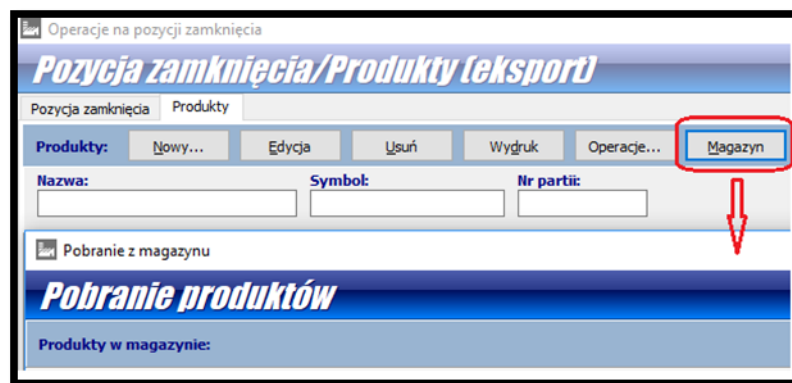 Operacje na pozycji zamknięcia
Pozycja zamknięcia/Produkty (eksport)
Pozycja zamknięcia Produkty
Produkty: Nowy... Edycja Usuń Wydruk Operacje... Magazyn
Nazwa: Symbol: Nr partii:
Pobranie z magazynu
Pobranie produktów
Produkty w magazynie: